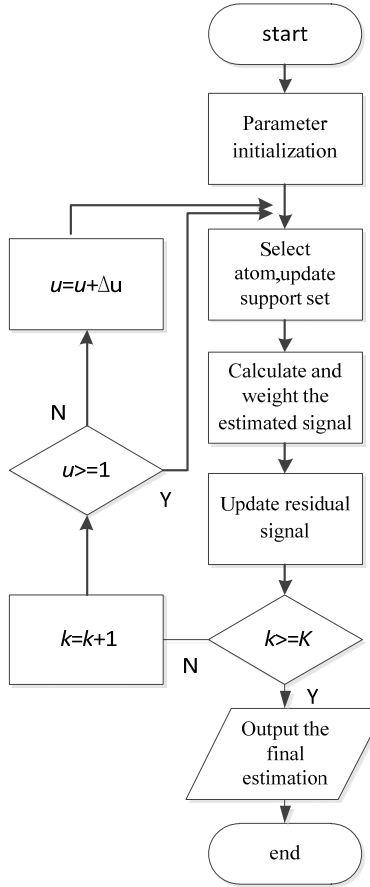 start
Parameter
initialization
Select
atom,update
support set
u=u+Δu
Calculate and
weight the
estimated signal
N
u>=1
Y
Update residual
signal
k=k+1
N
k>=K
Y
Output the
final
estimation
end